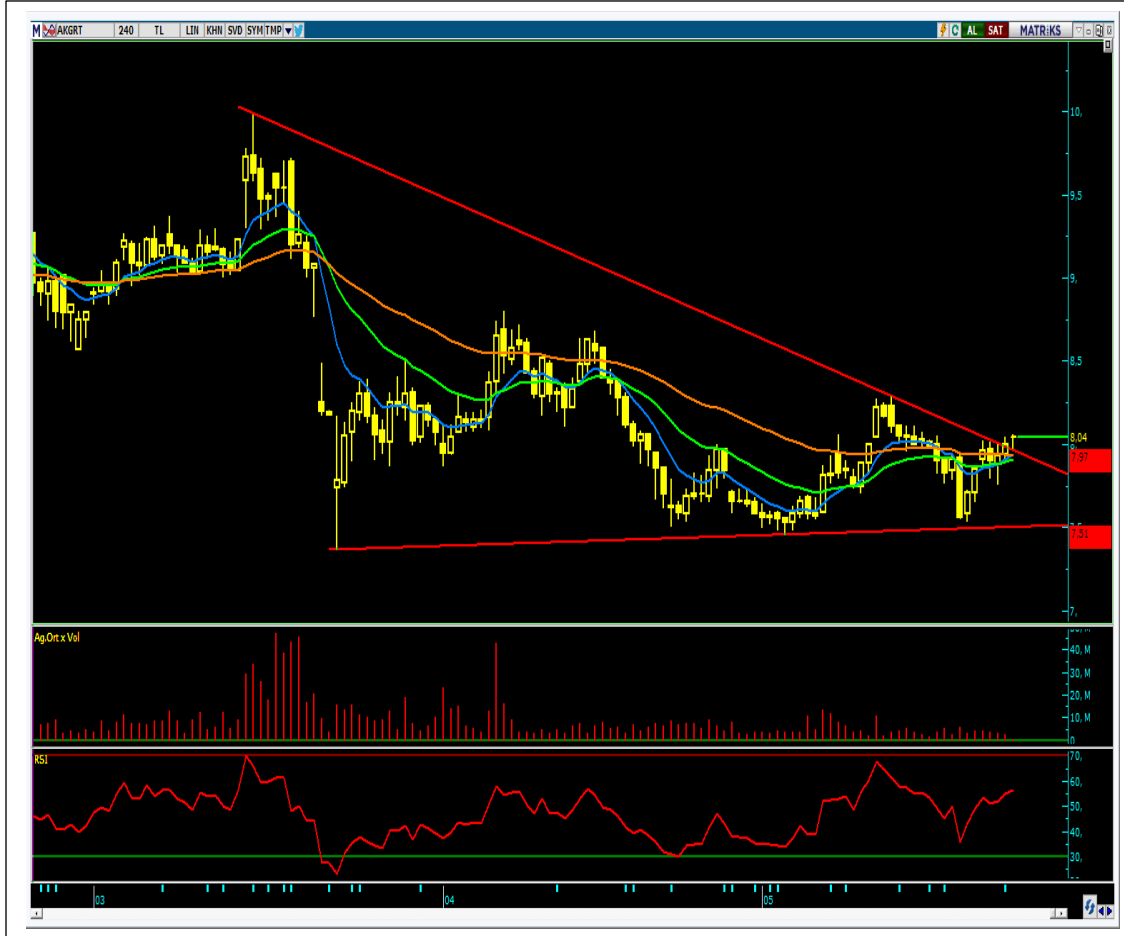 M AKGRT 240 TL LIN KHN SVD SYM TMP C AL SAT MATRiKS
10,
9,5
9,
8,5
8,04
7,97
7,51
7,
Ag.Ort x Vol
40, M
30, M
20, M
10, M
0
RSI
70,
60,
50,
40,
30,
03 04 05